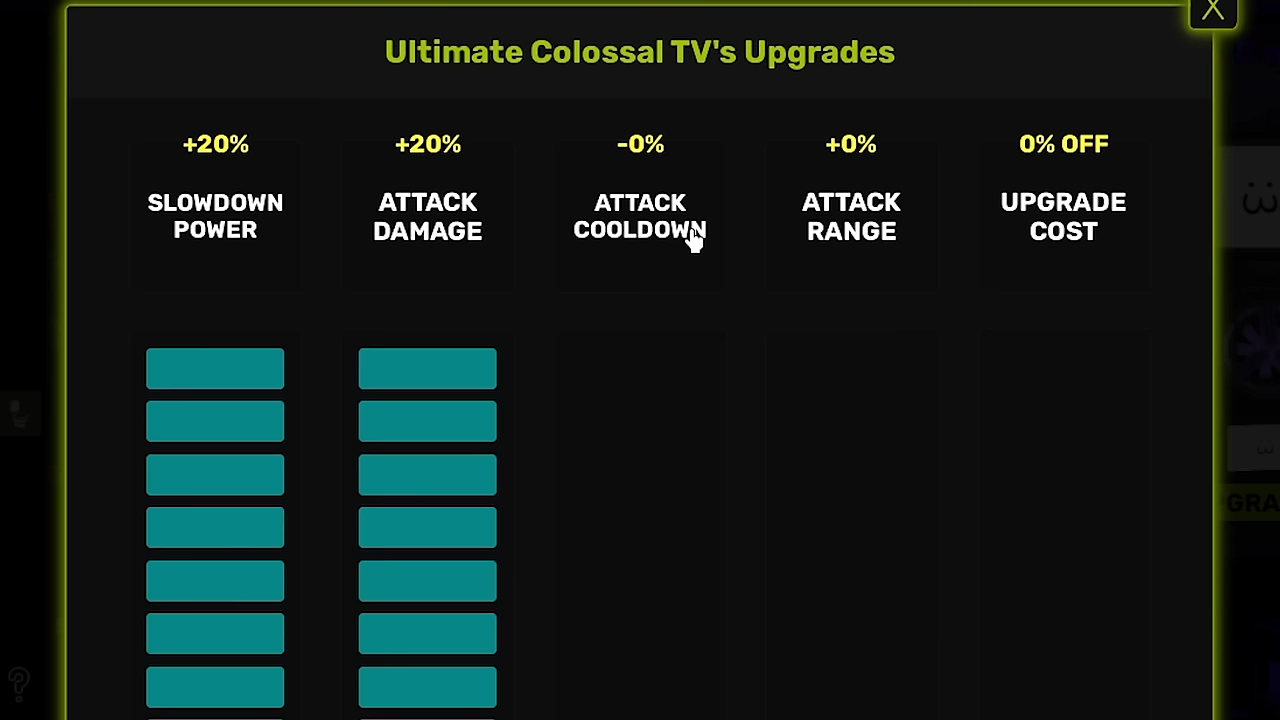 X
Ultimate Colossal TV's Upgrades
+20%
SLOWDOWN
POWER
+20%
ATTACK
DAMAGE
-0%
ATTACK
COOLDOWN
+0%
ATTACK
RANGE
0% OFF
UPGRADE
COST
?